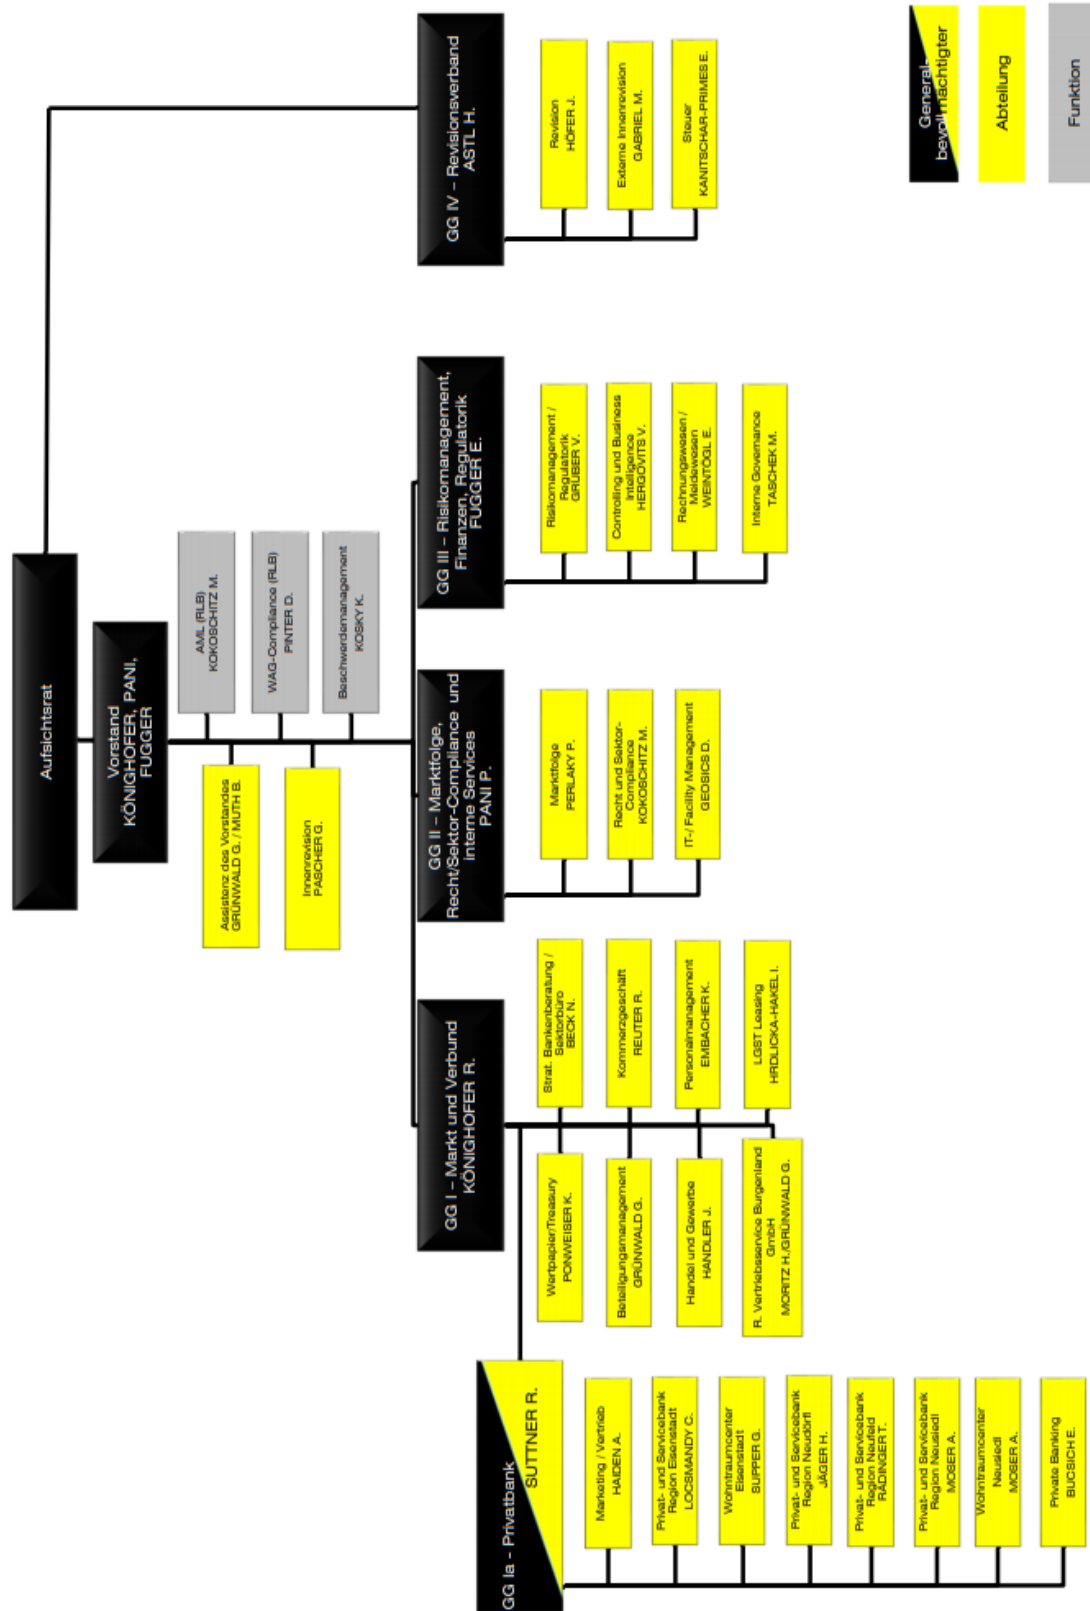 Aufsichtsrat
Vorstand
KÖNIGHOFER, PANI,
FUGGER
AML (RLB)
KOKOSCHITZ M.
WAG-Compliance (RLB)
PINTER D.
Beschwerdemanagement
KOSKY K.
Assistenz des Vorstandes
GRÜNWALD G. / MUTH B.
Innenrevision
PASCHER G.
GG Ia – Privatbank
SUTTNER R.
Marketing / Vertrieb
HAIDEN A.
Privat- und Servicebank
Region Eisenstadt
LOCSMANDY C.
Wohntraumcenter
Eisenstadt
SUPPER G.
Privat- und Servicebank
Region Neudörfl
JÄGER H.
Privat- und Servicebank
Region Neufeld
RADINGER T.
Privat- und Servicebank
Region Neusiedl
MOSER A.
Wohntraumcenter
Neusiedl
MOSER A.
Private Banking
BUCSICH E.
GG I – Markt und Verbund
KÖNIGHOFER R.
Wertpapier/Treasury
PONWEISER K.
Beteiligungsmanagement
GRÜNWALD G.
Handel und Gewerbe
HANDLER J.
R. Vertriebsservice Burgenland
GmbH
MORITZ H./GRÜNWALD G.
Strat. Bankenberatung /
Sektorbüro
BECK N.
Kommerzgeschäft
REUTER R.
Personalmanagement
EMBACHER K.
LGST Leasing
HRDLICKA-HAKEL I.
GG II – Marktfolge,
Recht/Sektor-Compliance und
interne Services
PANI P.
Marktfolge
PERLAKY P.
Recht und Sektor-
Compliance
KOKOSCHITZ M.
IT-/ Facility Management
GEOSICS D.
GG III – Risikomanagement,
Finanzen, Regulatorik
FUGGER E.
Risikomanagement /
Regulatorik
GRUBER V.
Controlling und Business
Intelligence
HERGOVITS V.
Rechnungswesen /
Meldewesen
WEINTÖGL E.
Interne Governance
TASCHEK M.
GG IV – Revisionsverband
ASTL H.
Revision
HÖFER J.
Externe Innenrevision
GABRIEL M.
Steuer
KANITSCHAR-PRIMES E.
General-
bevollmächtigter
Abteilung
Funktion